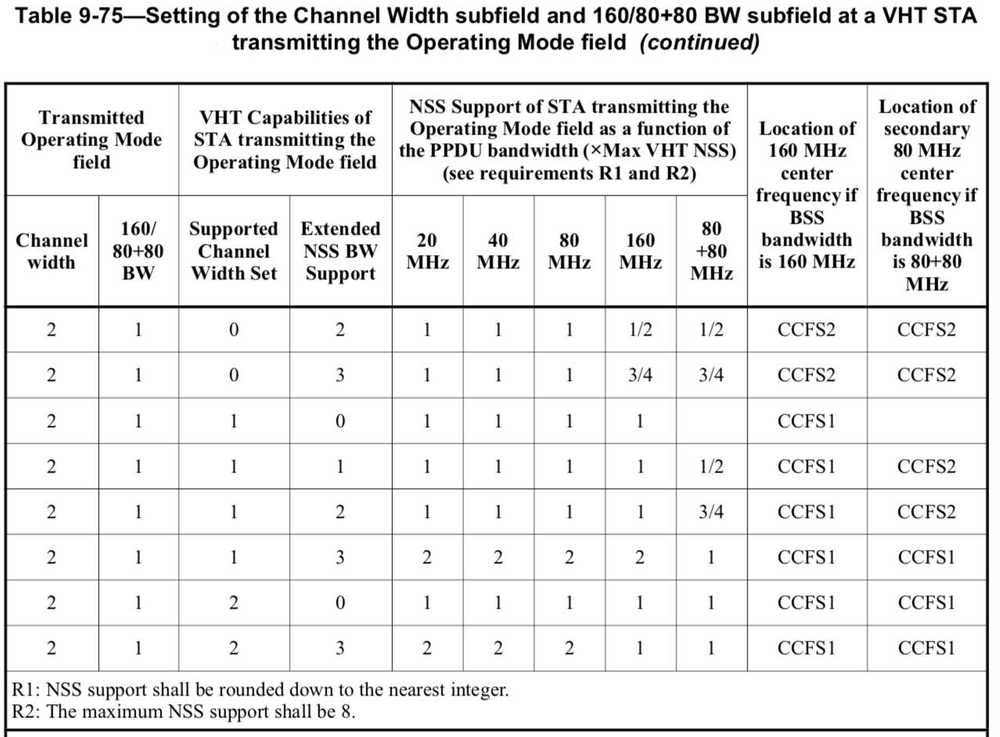 Table 9-75—Setting of the Channel Width subfield and 160/80+80 BW subfield at a VHT STA
transmitting the Operating Mode field (continued)
Transmitted
Operating Mode
field
VHT Capabilities of
STA transmitting the
Operating Mode field
NSS Support of STA transmitting the
Operating Mode field as a function of
the PPDU bandwidth (×Max VHT NSS)
(see requirements R1 and R2)
Location of
160 MHz
center
frequency if
BSS
bandwidth
is 160 MHz
Location of
secondary
80 MHz
center
frequency if
BSS
bandwidth
is 80+80
MHz
Channel
width
160/
80+80
BW
Supported
Channel
Width Set
Extended
NSS BW
Support
20
MHz
40
MHz
80
MHz
160
MHz
80
+80
MHz
2 1 0 2 1 1 1 1/2 1/2 CCFS2 CCFS2
2 1 0 3 1 1 1 3/4 3/4 CCFS2 CCFS2
2 1 1 0 1 1 1 1 CCFS1
2 1 1 1 1 1 1 1 1/2 CCFS1 CCFS2
2 1 1 2 1 1 1 1 3/4 CCFS1 CCFS2
2 1 1 3 2 2 2 2 1 CCFS1 CCFS1
2 1 2 0 1 1 1 1 1 CCFS1 CCFS1
2 1 2 3 2 2 2 1 1 CCFS1 CCFS1
R1: NSS support shall be rounded down to the nearest integer.
R2: The maximum NSS support shall be 8.